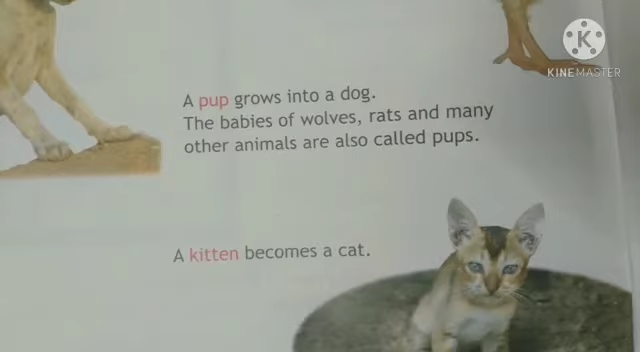 KINEMASTER
A pup grows into a dog.
The babies of wolves, rats and many
other animals are also called pups.
A kitten becomes a cat.